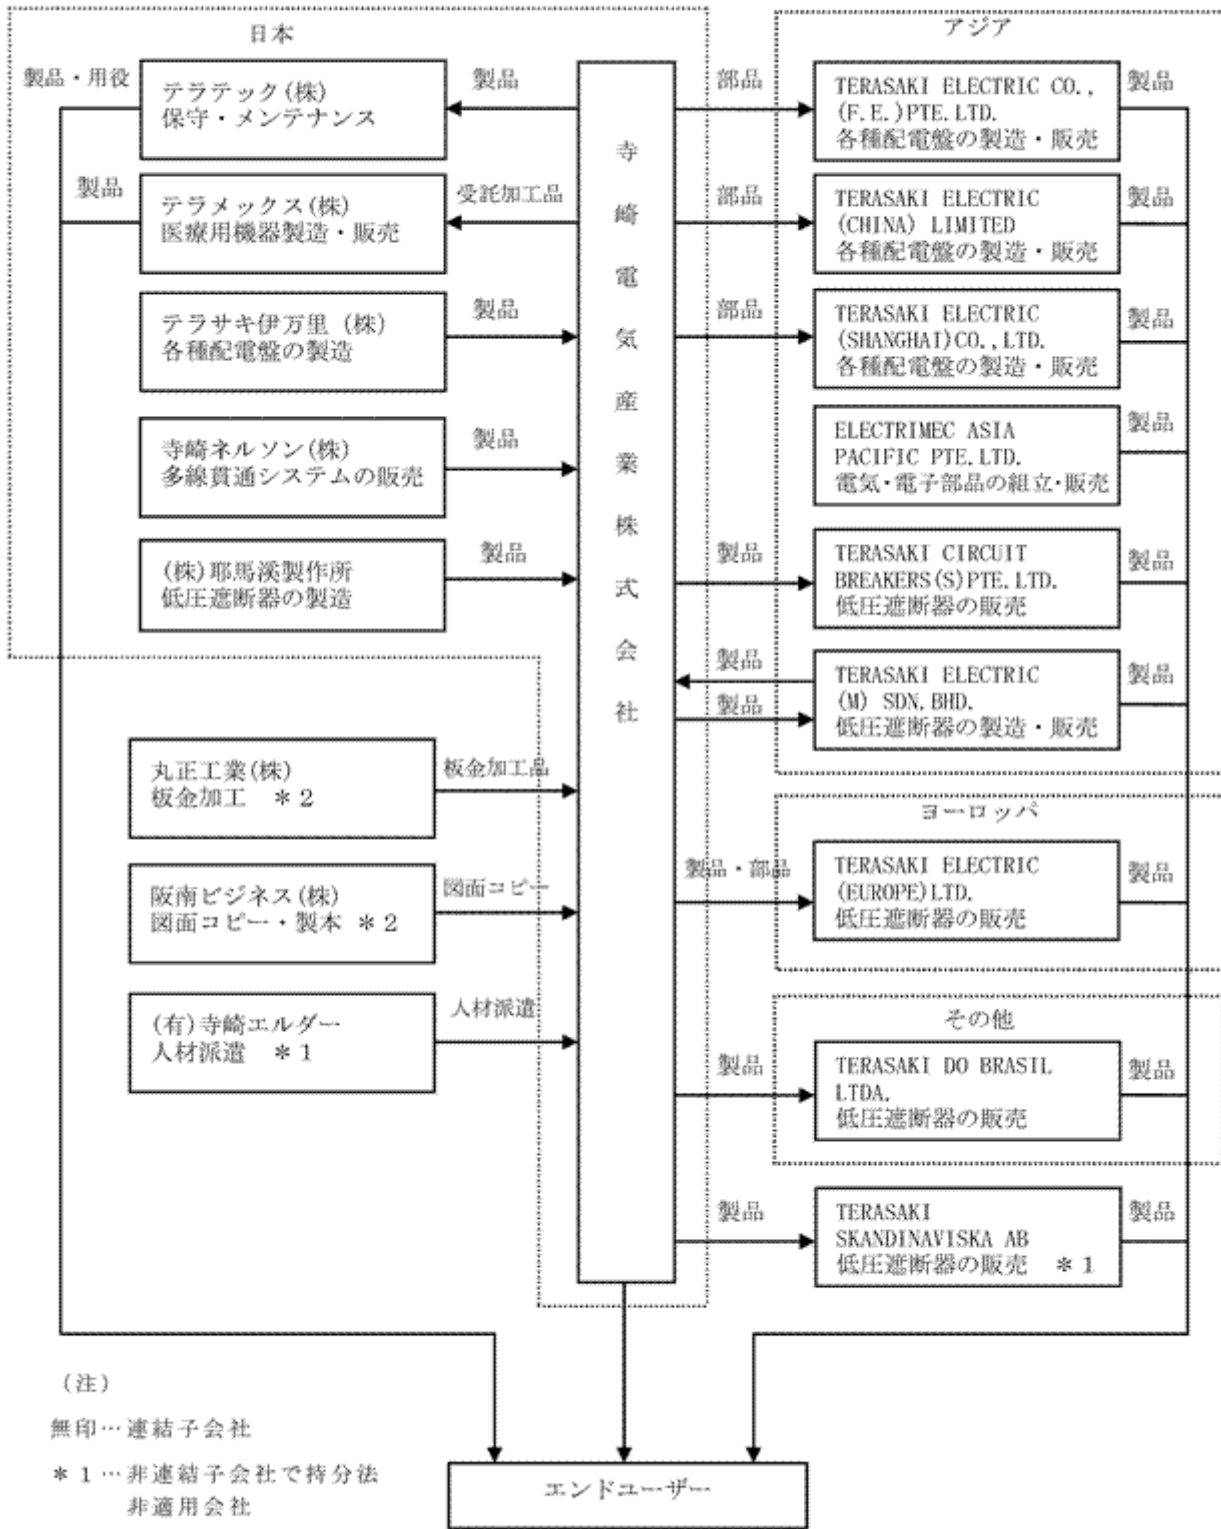 日本
製品・用役
テラテック(株)
保守・メンテナンス
製品
製品
テラメックス(株)
医療用機器製造・販売
受託加工品
テラサキ伊万里 (株)
各種配電盤の製造
製品
寺崎ネルソン(株)
多線貫通システムの販売
製品
(株)耶馬溪製作所
低圧遮断器の製造
製品
丸正工業(株)
板金加工 *2
板金加工品
阪南ビジネス(株)
図面コピー・製本 *2
図面コピー
(有)寺崎エルダー
人材派遣 *1
人材派遣
寺崎電気産業株式会社
アジア
部品
TERASAKI ELECTRIC CO.,
(F.E.)PTE.LTD.
各種配電盤の製造・販売
製品
部品
TERASAKI ELECTRIC
(CHINA) LIMITED
各種配電盤の製造・販売
製品
部品
TERASAKI ELECTRIC
(SHANGHAI)CO.,LTD.
各種配電盤の製造・販売
製品
ELECTRIMEC ASIA
PACIFIC PTE.LTD.
電気・電子部品の組立・販売
製品
製品
TERASAKI CIRCUIT
BREAKERS(S)PTE.LTD.
低圧遮断器の販売
製品
製品
製品
TERASAKI ELECTRIC
(M) SDN.BHD.
低圧遮断器の製造・販売
製品
ヨーロッパ
製品・部品
TERASAKI ELECTRIC
(EUROPE)LTD.
低圧遮断器の販売
製品
その他
製品
TERASAKI DO BRASIL
LTDA.
低圧遮断器の販売
製品
製品
TERASAKI
SKANDINAVISKA AB
低圧遮断器の販売 *1
製品
(注)
無印…連結子会社
*1…非連結子会社で持分法
非適用会社
エンドユーザー